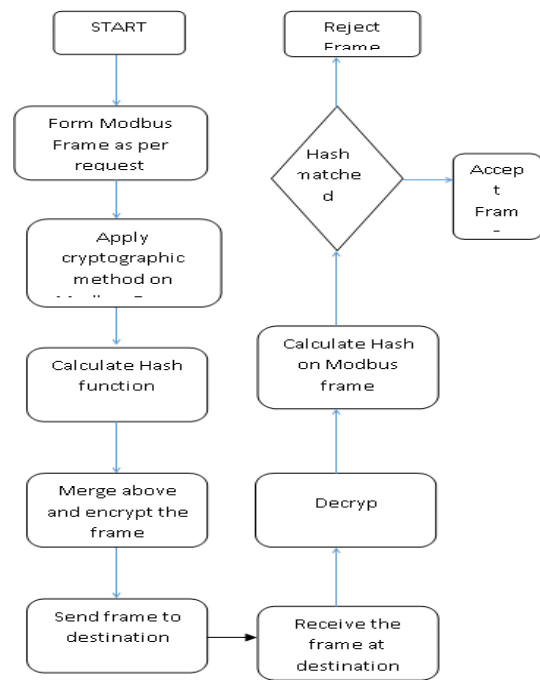 START
Form Modbus
Frame as per
request
Apply
cryptographic
method on
Calculate Hash
function
Merge above
and encrypt the
frame
Send frame to
destination
Receive the
frame at
destination
Decryp
Calculate Hash
on Modbus
frame
Hash
matche
d
Reject
Frame
Accep
t
Fram